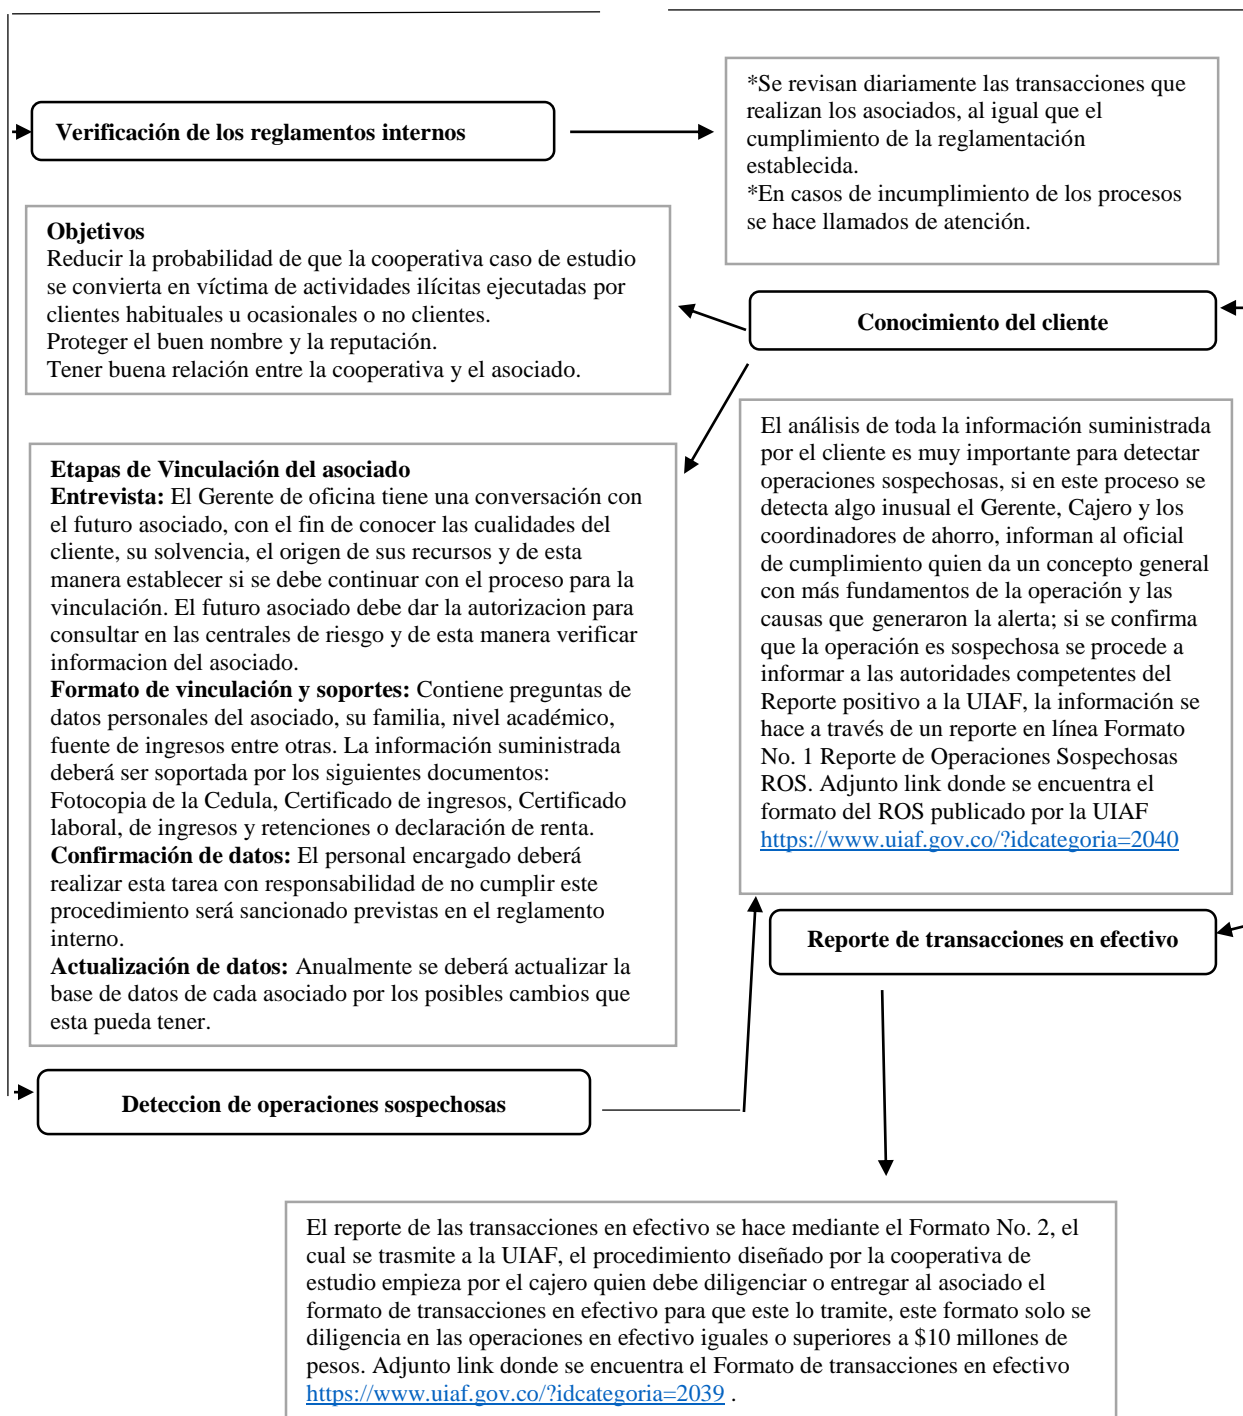 Verificación de los reglamentos internos
*Se revisan diariamente las transacciones que
realizan los asociados, al igual que el
cumplimiento de la reglamentación
establecida.
*En casos de incumplimiento de los procesos
se hace llamados de atención.
Objetivos
Reducir la probabilidad de que la cooperativa caso de estudio
se convierta en víctima de actividades ilícitas ejecutadas por
clientes habituales u ocasionales o no clientes.
Proteger el buen nombre y la reputación.
Tener buena relación entre la cooperativa y el asociado.
Conocimiento del cliente
Etapas de Vinculación del asociado
Entrevista: El Gerente de oficina tiene una conversación con
el futuro asociado, con el fin de conocer las cualidades del
cliente, su solvencia, el origen de sus recursos y de esta
manera establecer si se debe continuar con el proceso para la
vinculación. El futuro asociado debe dar la autorizacion para
consultar en las centrales de riesgo y de esta manera verificar
informacion del asociado.
Formato de vinculación y soportes: Contiene preguntas de
datos personales del asociado, su familia, nivel académico,
fuente de ingresos entre otras. La información suministrada
deberá ser soportada por los siguientes documentos:
Fotocopia de la Cedula, Certificado de ingresos, Certificado
laboral, de ingresos y retenciones o declaración de renta.
Confirmación de datos: El personal encargado deberá
realizar esta tarea con responsabilidad de no cumplir este
procedimiento será sancionado previstas en el reglamento
interno.
Actualización de datos: Anualmente se deberá actualizar la
base de datos de cada asociado por los posibles cambios que
esta pueda tener.
El análisis de toda la información suministrada
por el cliente es muy importante para detectar
operaciones sospechosas, si en este proceso se
detecta algo inusual el Gerente, Cajero y los
coordinadores de ahorro, informan al oficial
de cumplimiento quien da un concepto general
con más fundamentos de la operación y las
causas que generaron la alerta; si se confirma
que la operación es sospechosa se procede a
informar a las autoridades competentes del
Reporte positivo a la UIAF, la información se
hace a través de un reporte en línea Formato
No. 1 Reporte de Operaciones Sospechosas
ROS. Adjunto link donde se encuentra el
formato del ROS publicado por la UIAF
https://www.uiaf.gov.co/?idcategoria=2040
Reporte de transacciones en efectivo
Deteccion de operaciones sospechosas
El reporte de las transacciones en efectivo se hace mediante el Formato No. 2, el
cual se trasmite a la UIAF, el procedimiento diseñado por la cooperativa de
estudio empieza por el cajero quien debe diligenciar o entregar al asociado el
formato de transacciones en efectivo para que este lo tramite, este formato solo se
diligencia en las operaciones en efectivo iguales o superiores a $10 millones de
pesos. Adjunto link donde se encuentra el Formato de transacciones en efectivo
https://www.uiaf.gov.co/?idcategoria=2039 .